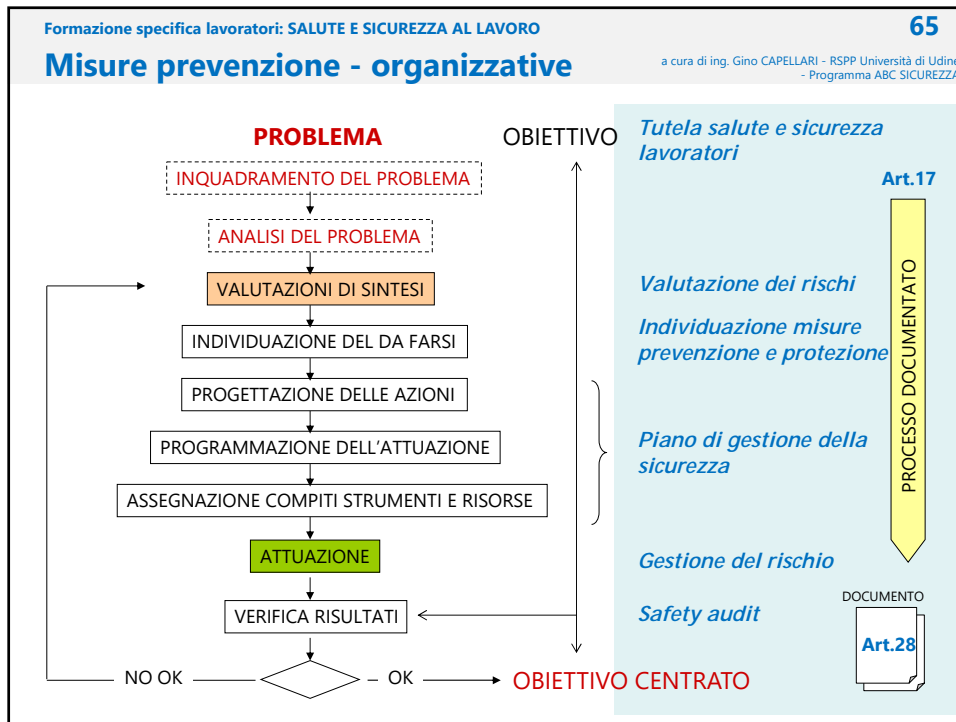 Formazione specifica lavoratori: SALUTE E SICUREZZA AL LAVORO
65
Misure prevenzione - organizzative
a cura di ing. Gino CAPELLARI - RSPP Università di Udine
- Programma ABC SICUREZZA
PROBLEMA
OBIETTIVO
Tutela salute e sicurezza
lavoratori
INQUADRAMENTO DEL PROBLEMA
Art.17
ANALISI DEL PROBLEMA
VALUTAZIONI DI SINTESI
Valutazione dei rischi
INDIVIDUAZIONE DEL DA FARSI
Individuazione misure
prevenzione e protezione
PROGETTAZIONE DELLE AZIONI
PROGRAMMAZIONE DELL'ATTUAZIONE
Piano di gestione della
sicurezza
ASSEGNAZIONE COMPITI STRUMENTI E RISORSE
PROCESSO DOCUMENTATO
ATTUAZIONE
Gestione del rischio
VERIFICA RISULTATI
Safety audit
DOCUMENTO
Art.28
NO OK
OK
OBIETTIVO CENTRATO